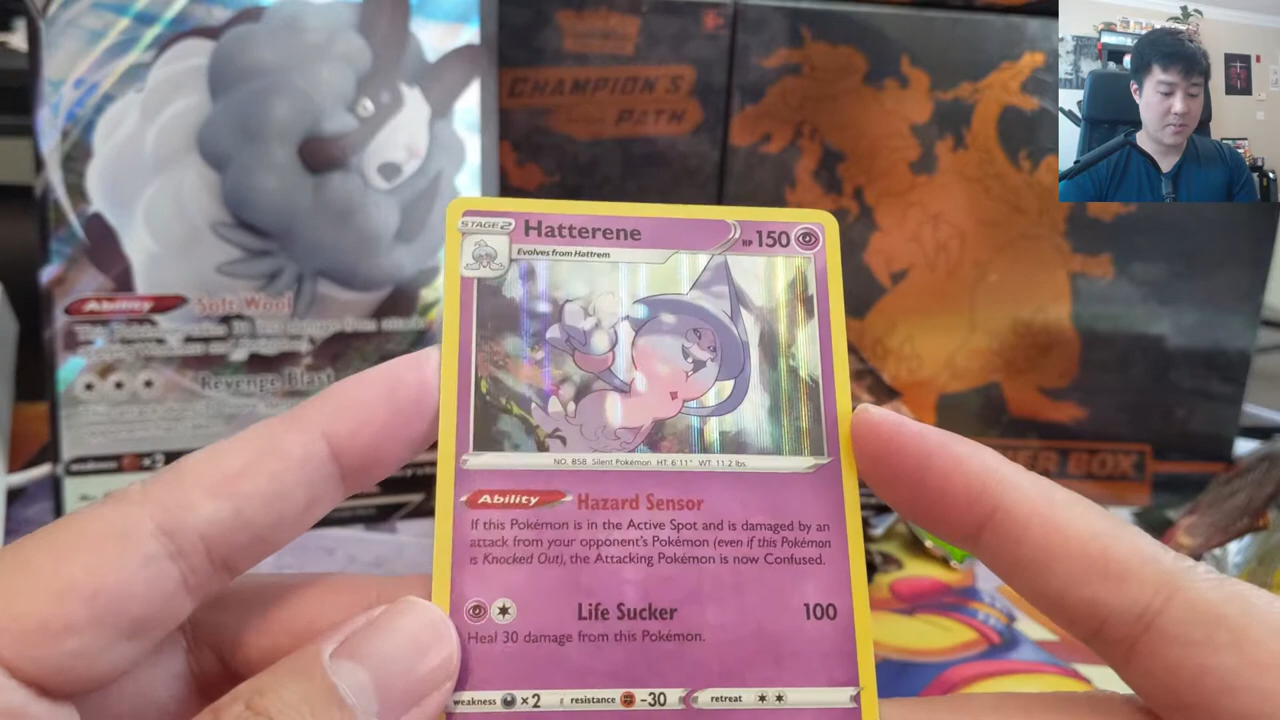 CHAMPION'S
PATH
STAGE 2
Hatterene
HP 150
Evolves from Hattrem
NO. 858 Silent Pokémon HT: 6'11" WT: 11.2 lbs.
Ability Hazard Sensor
If this Pokémon is in the Active Spot and is damaged by an
attack from your opponent's Pokémon (even if this Pokémon
is Knocked Out), the Attacking Pokémon is now Confused.
Life Sucker 100
Heal 30 damage from this Pokémon.
weakness ×2 resistance -30 retreat
Ability Soft Wool
Revenge Blast
weakness ×2
BOX